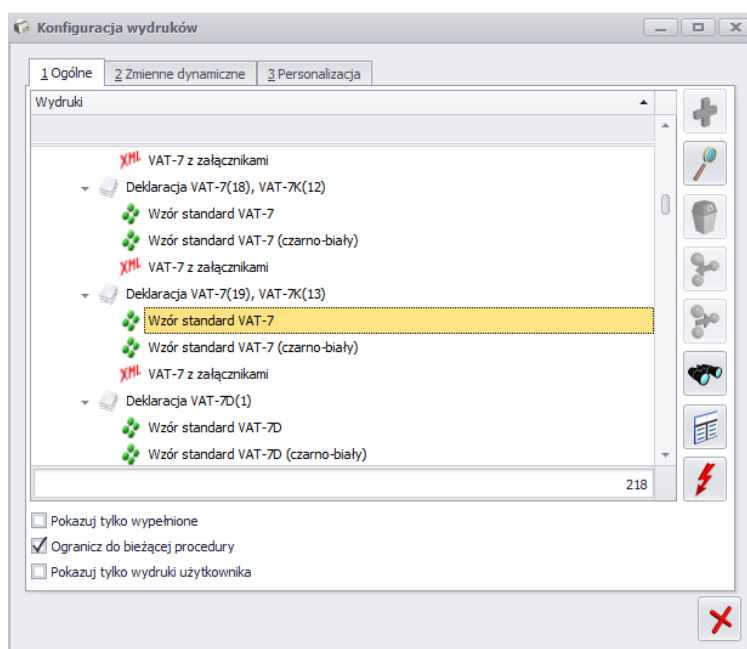 Konfiguracja wydruków
1 Ogólne 2 Zmienne dynamiczne 3 Personalizacja
Wydruki
XML VAT-7 z załącznikami
Deklaracja VAT-7(18), VAT-7K(12)
Wzór standard VAT-7
Wzór standard VAT-7 (czarno-biały)
XML VAT-7 z załącznikami
Deklaracja VAT-7(19), VAT-7K(13)
Wzór standard VAT-7
Wzór standard VAT-7 (czarno-biały)
XML VAT-7 z załącznikami
Deklaracja VAT-7D(1)
Wzór standard VAT-7D
Wzór standard VAT-7D (czarno-biały)
218
Pokazuj tylko wypełnione
Ogranicz do bieżącej procedury
Pokazuj tylko wydruki użytkownika